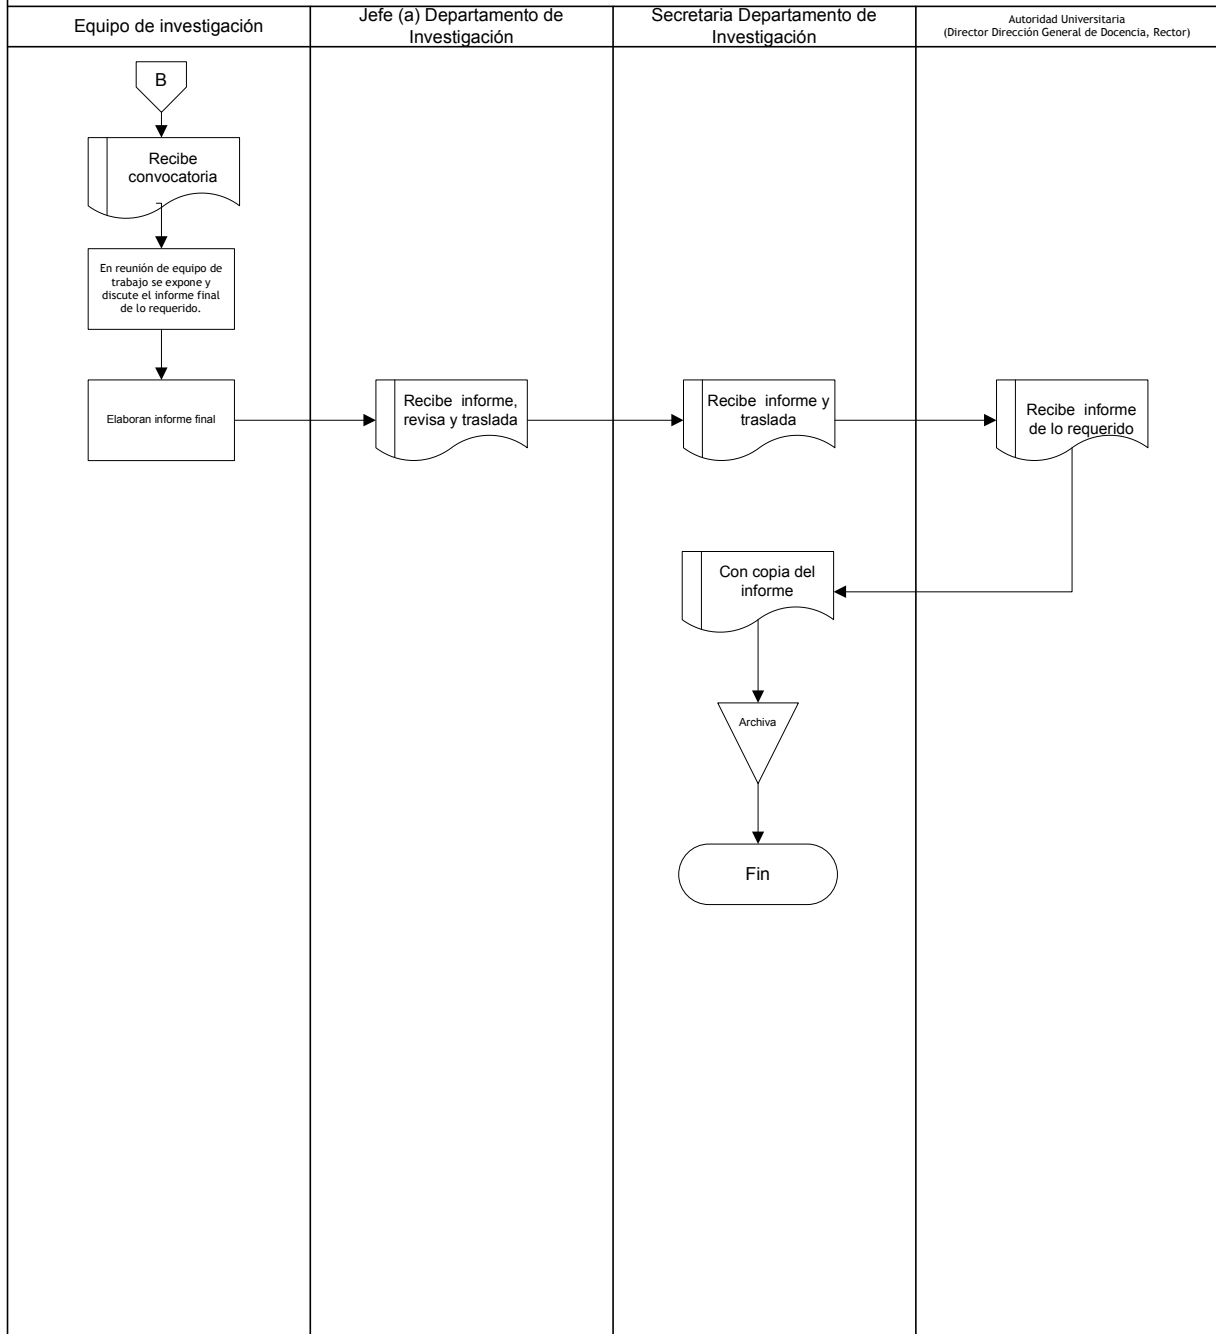 Equipo de investigación
Jefe (a) Departamento de
Investigación
Secretaria Departamento de
Investigación
Autoridad Universitaria
(Director Dirección General de Docencia, Rector)
B
Recibe
convocatoria
En reunión de equipo de
trabajo se expone y
discute el informe final
de lo requerido.
Elaboran informe final
Recibe informe,
revisa y traslada
Recibe informe y
traslada
Recibe informe
de lo requerido
Con copia del
informe
Archiva
Fin